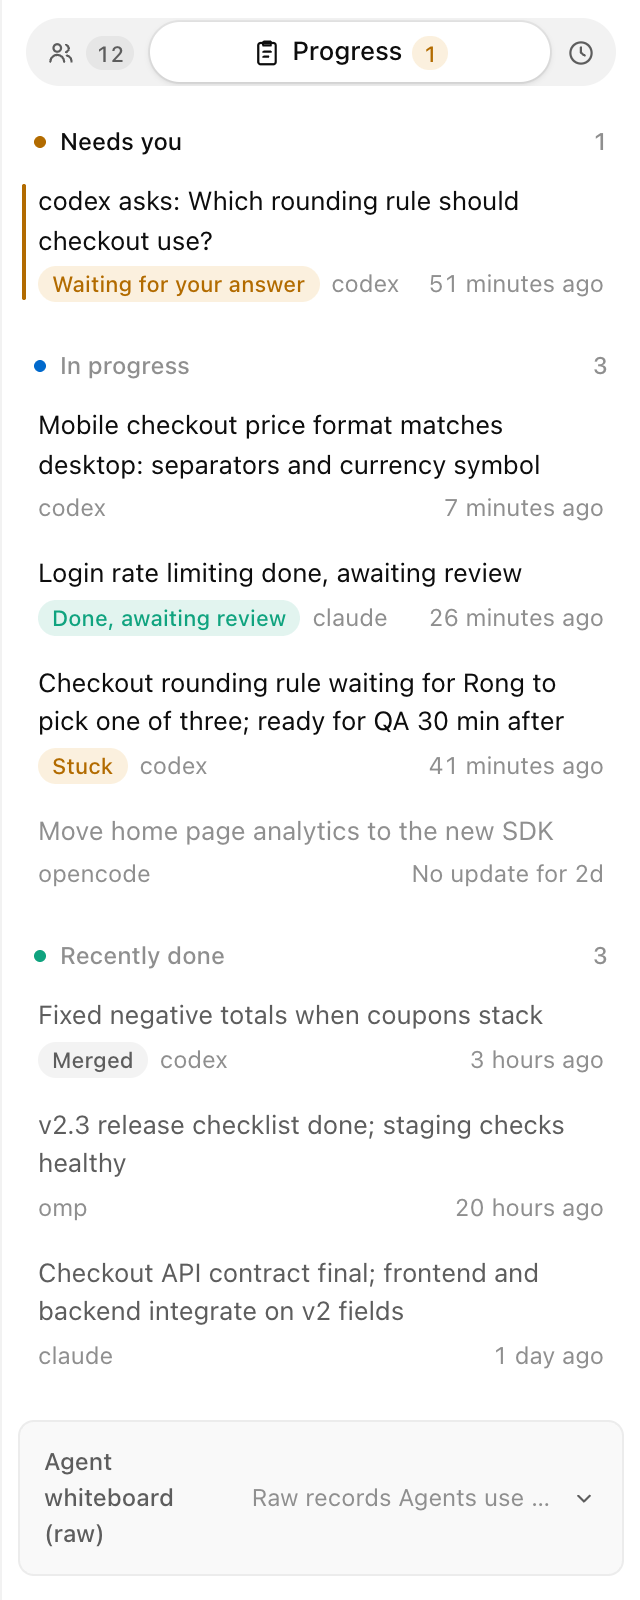 12
Progress 1
Needs you 1
codex asks: Which rounding rule should
checkout use?
Waiting for your answer codex 51 minutes ago
In progress 3
Mobile checkout price format matches
desktop: separators and currency symbol
codex 7 minutes ago
Login rate limiting done, awaiting review
Done, awaiting review claude 26 minutes ago
Checkout rounding rule waiting for Rong to
pick one of three; ready for QA 30 min after
Stuck codex 41 minutes ago
Move home page analytics to the new SDK
opencode No update for 2d
Recently done 3
Fixed negative totals when coupons stack
Merged codex 3 hours ago
v2.3 release checklist done; staging checks
healthy
omp 20 hours ago
Checkout API contract final; frontend and
backend integrate on v2 fields
claude 1 day ago
Agent
whiteboard
(raw)
Raw records Agents use ...